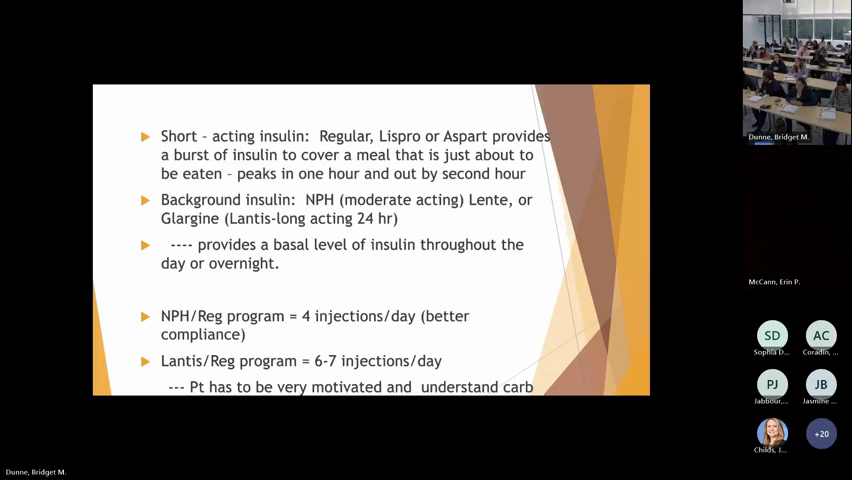 Short – acting insulin: Regular, Lispro or Aspart provides
a burst of insulin to cover a meal that is just about to
be eaten – peaks in one hour and out by second hour
Background insulin: NPH (moderate acting) Lente, or
Glargine (Lantis-long acting 24 hr)
---- provides a basal level of insulin throughout the
day or overnight.
NPH/Reg program = 4 injections/day (better
compliance)
Lantis/Reg program = 6-7 injections/day
--- Pt has to be very motivated and understand carb
Dunne, Bridget M.
McCann, Erin P.
SD
AC
Sophia D...
Coradin, ...
PJ
JB
Jabbour,...
Jasmine ...
+20
Childs, J...
Dunne, Bridget M.